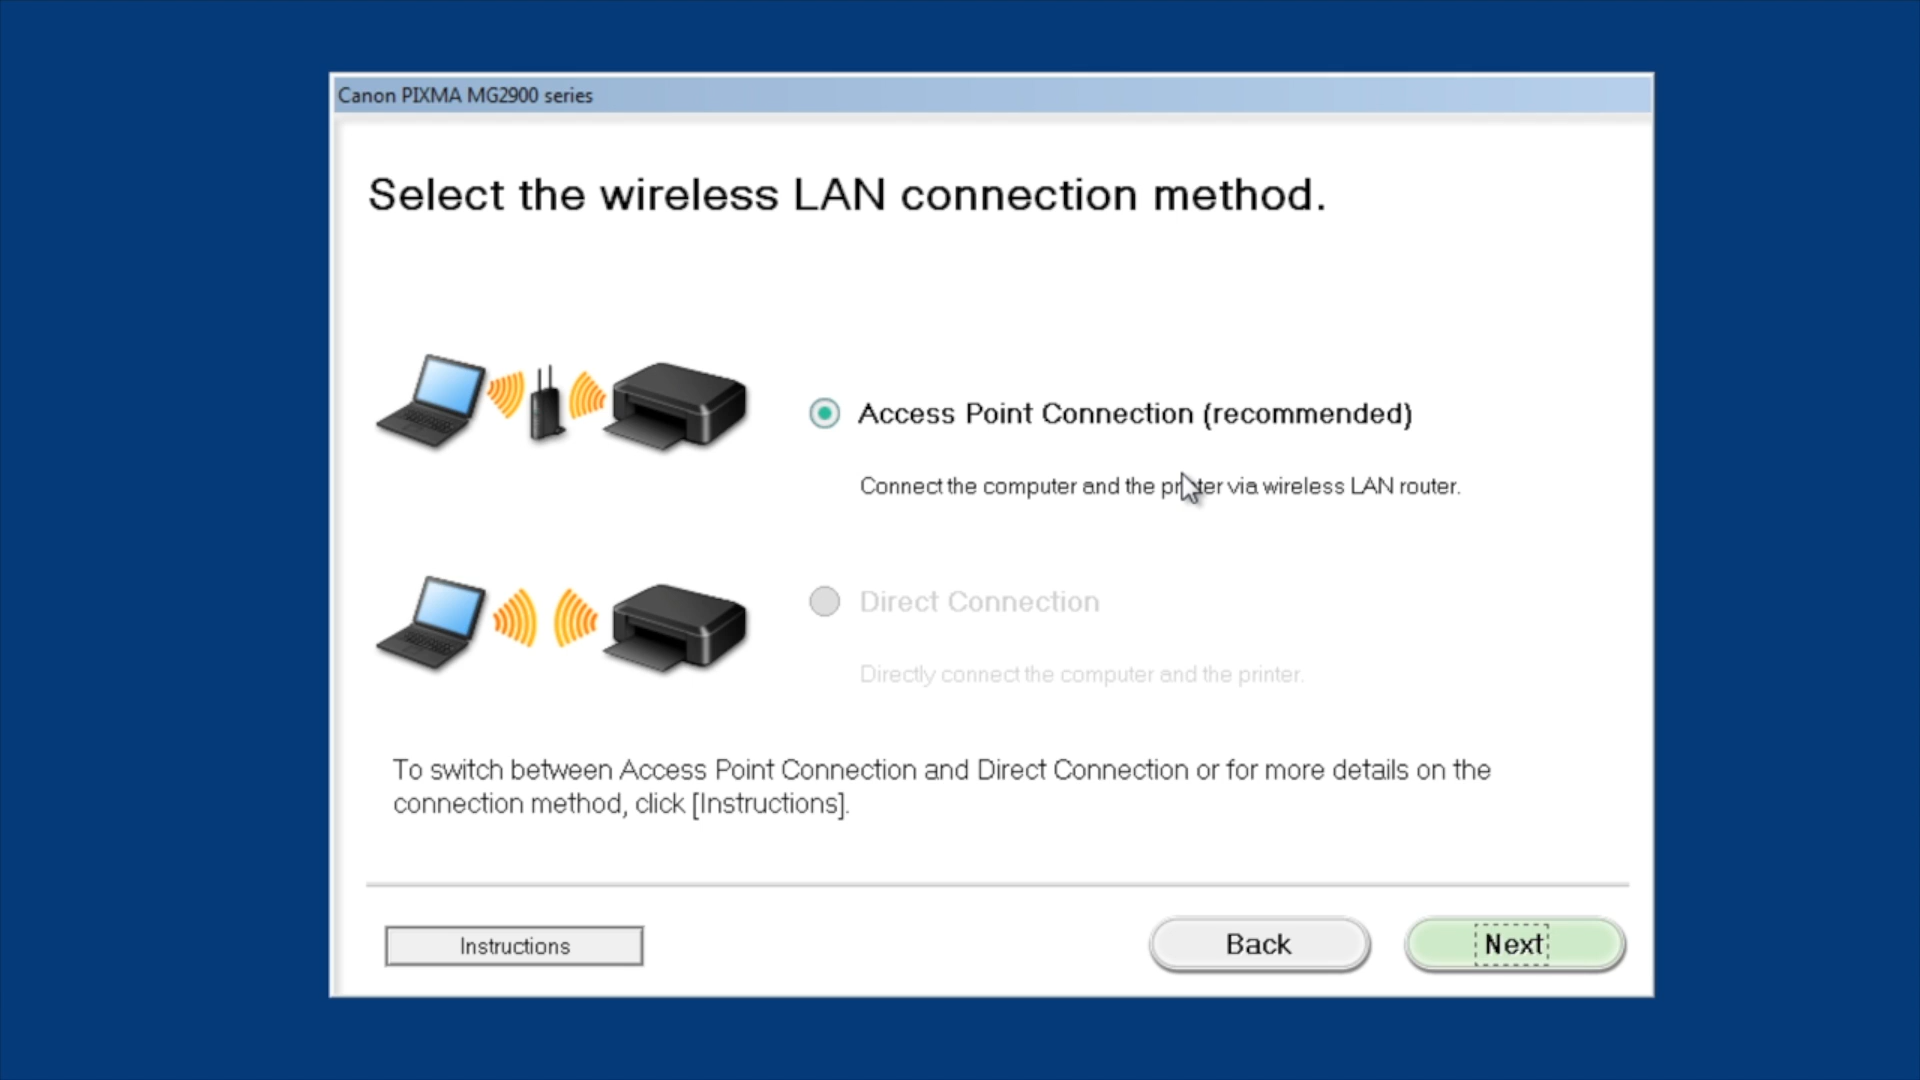 Canon PIXMA MG2900 series
Select the wireless LAN connection method.
Access Point Connection (recommended)
Connect the computer and the printer via wireless LAN router.
Direct Connection
Directly connect the computer and the printer.
To switch between Access Point Connection and Direct Connection or for more details on the
connection method, click [Instructions].
Instructions
Back
Next